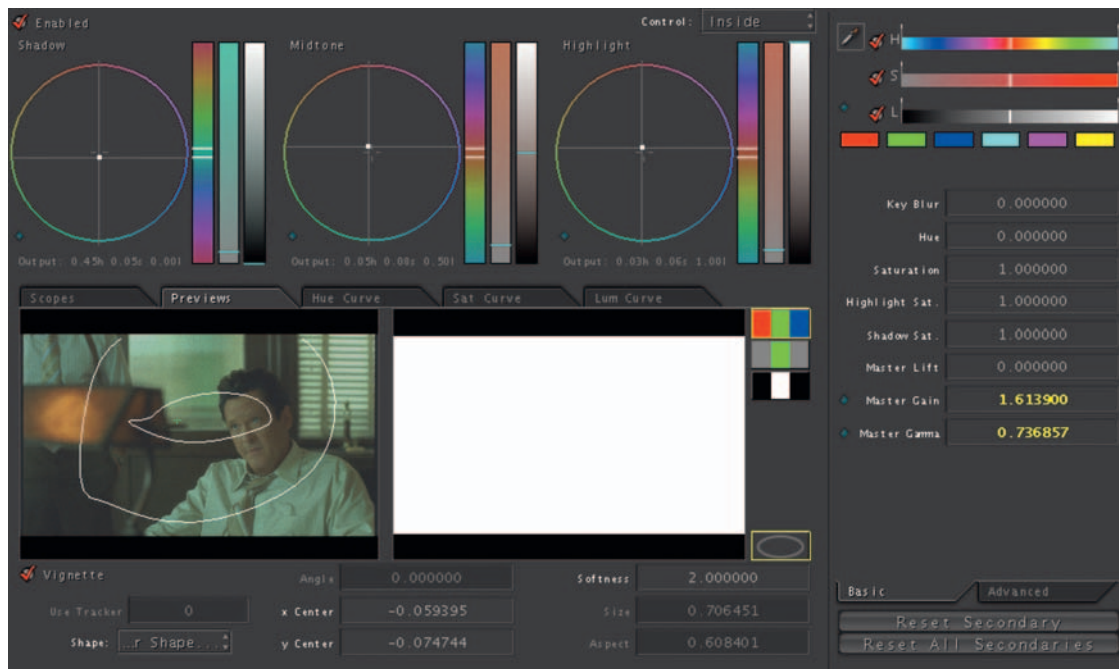 Enabled
Control: Inside
Shadow
Midtone
Highlight
H
S
L
Output: 0.45h 0.05s 0.00l
Output: 0.05h 0.08s 0.50l
Output: 0.03h 0.06s 1.00l
Key Blur 0.000000
Hue 0.000000
Saturation 1.000000
Highlight Sat. 1.000000
Shadow Sat. 1.000000
Master Lift 0.000000
Master Gain 1.613900
Master Gamma 0.736857
Scopes
Previews
Hue Curve
Sat Curve
Lum Curve
Vignette
Angle 0.000000
Softness 2.000000
Use Tracker 0
x Center -0.059395
Size 0.706451
Shape: ...r Shape...
y Center -0.074744
Aspect 0.608401
Basic
Advanced
Reset Secondary
Reset All Secondaries